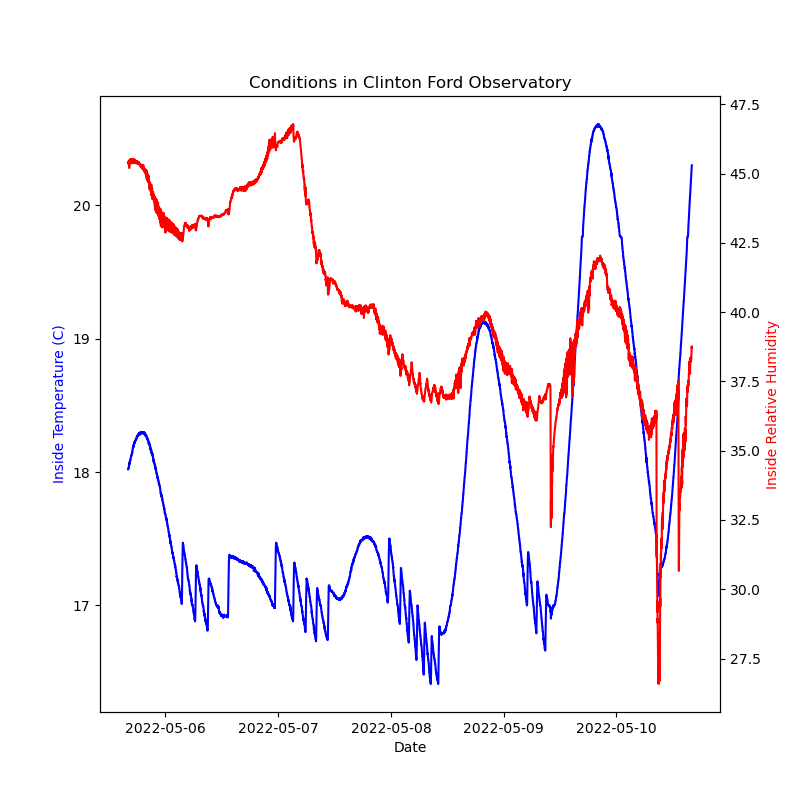 Conditions in Clinton Ford Observatory
47.5
45.0
42.5
40.0
37.5
35.0
32.5
30.0
27.5
20
19
18
17
Inside Temperature (C)
Inside Relative Humidity
2022-05-06 2022-05-07 2022-05-08 2022-05-09 2022-05-10
Date